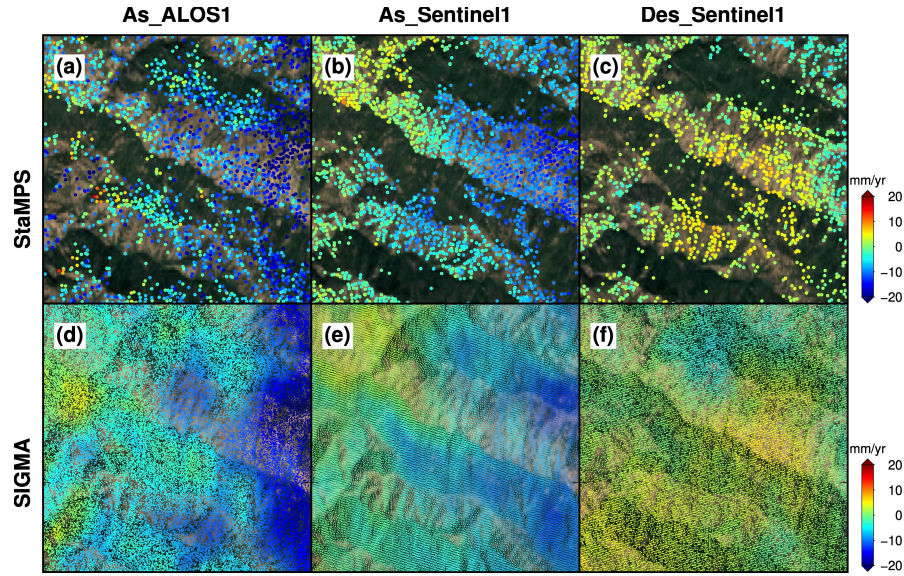 As_ALOS1 As_Sentinel1 Des_Sentinel1
StaMPS
(a) (b) (c)
mm/yr
20
10
0
−10
−20
SIGMA
(d) (e) (f)
mm/yr
20
10
0
−10
−20